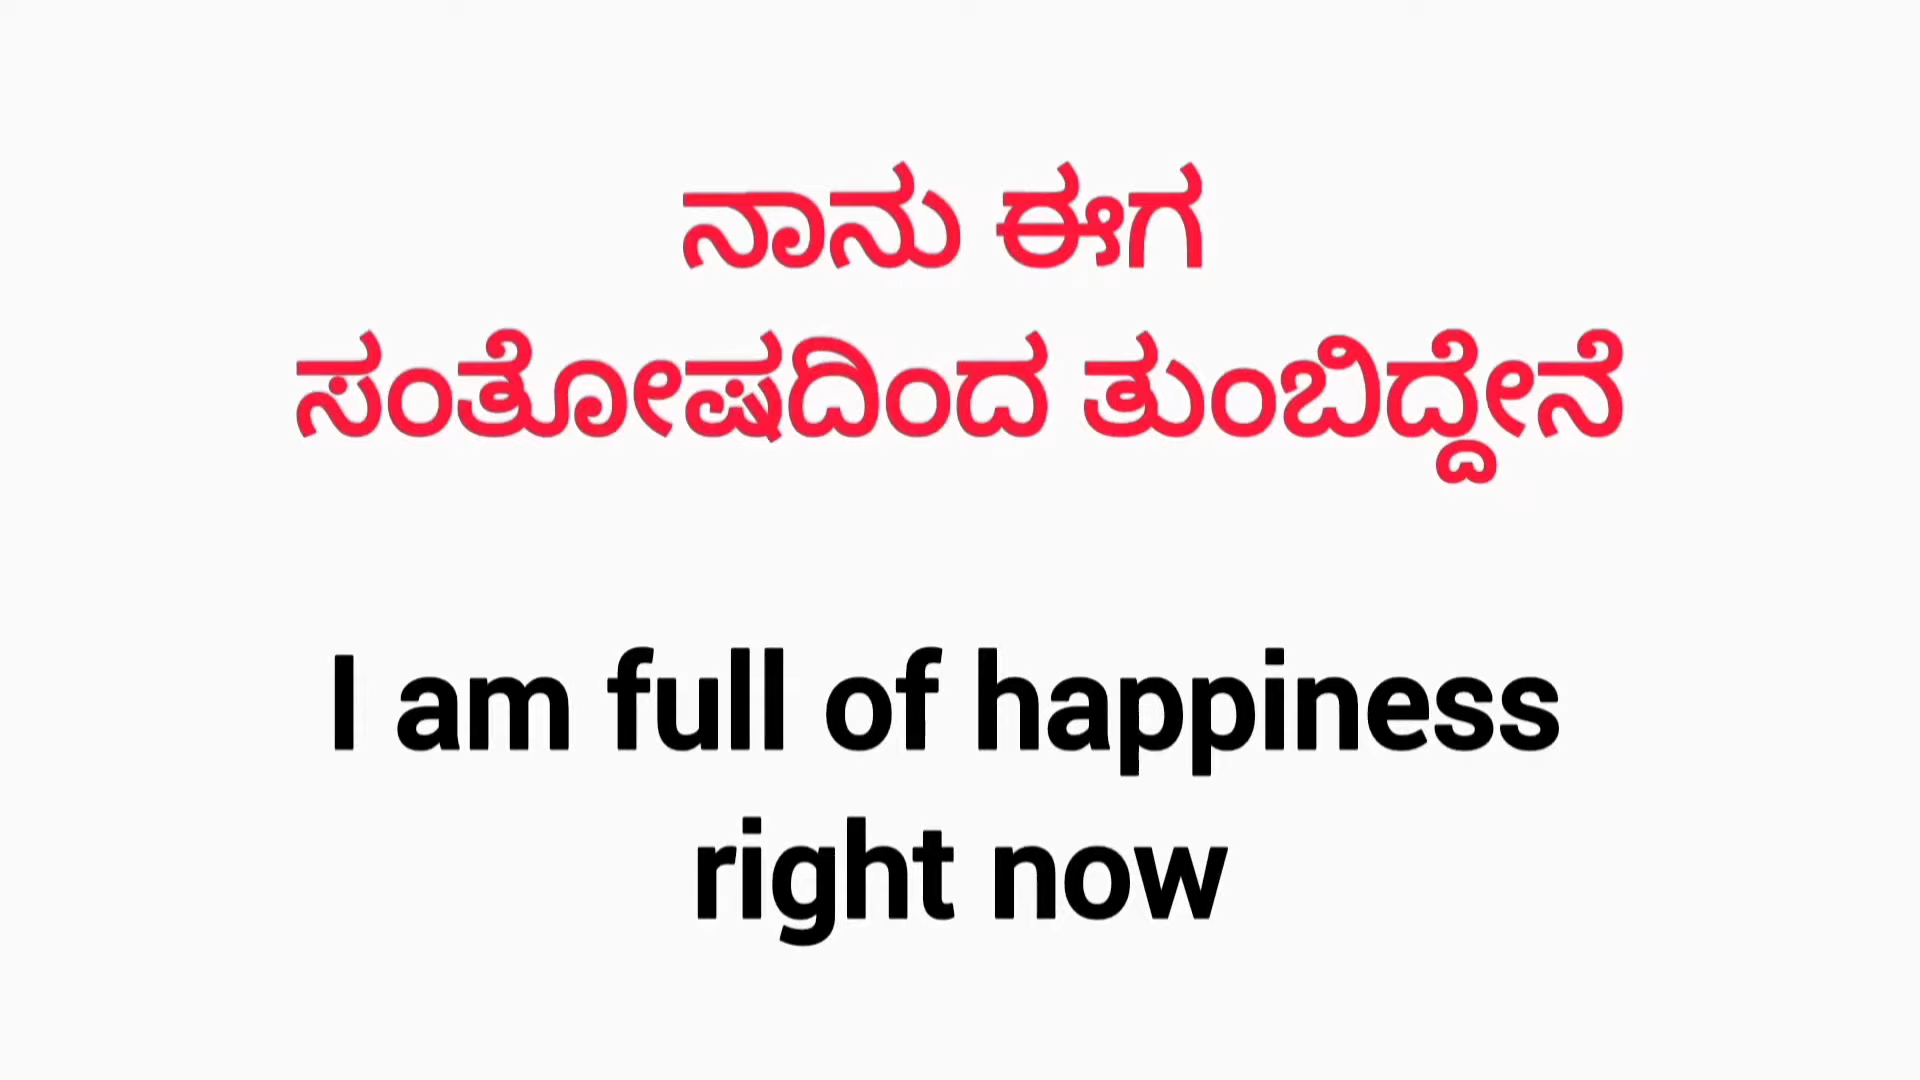 ನಾನು ಈಗ
ಸಂತೋಷದಿಂದ ತುಂಬಿದ್ದೇನೆ
I am full of happiness
right now